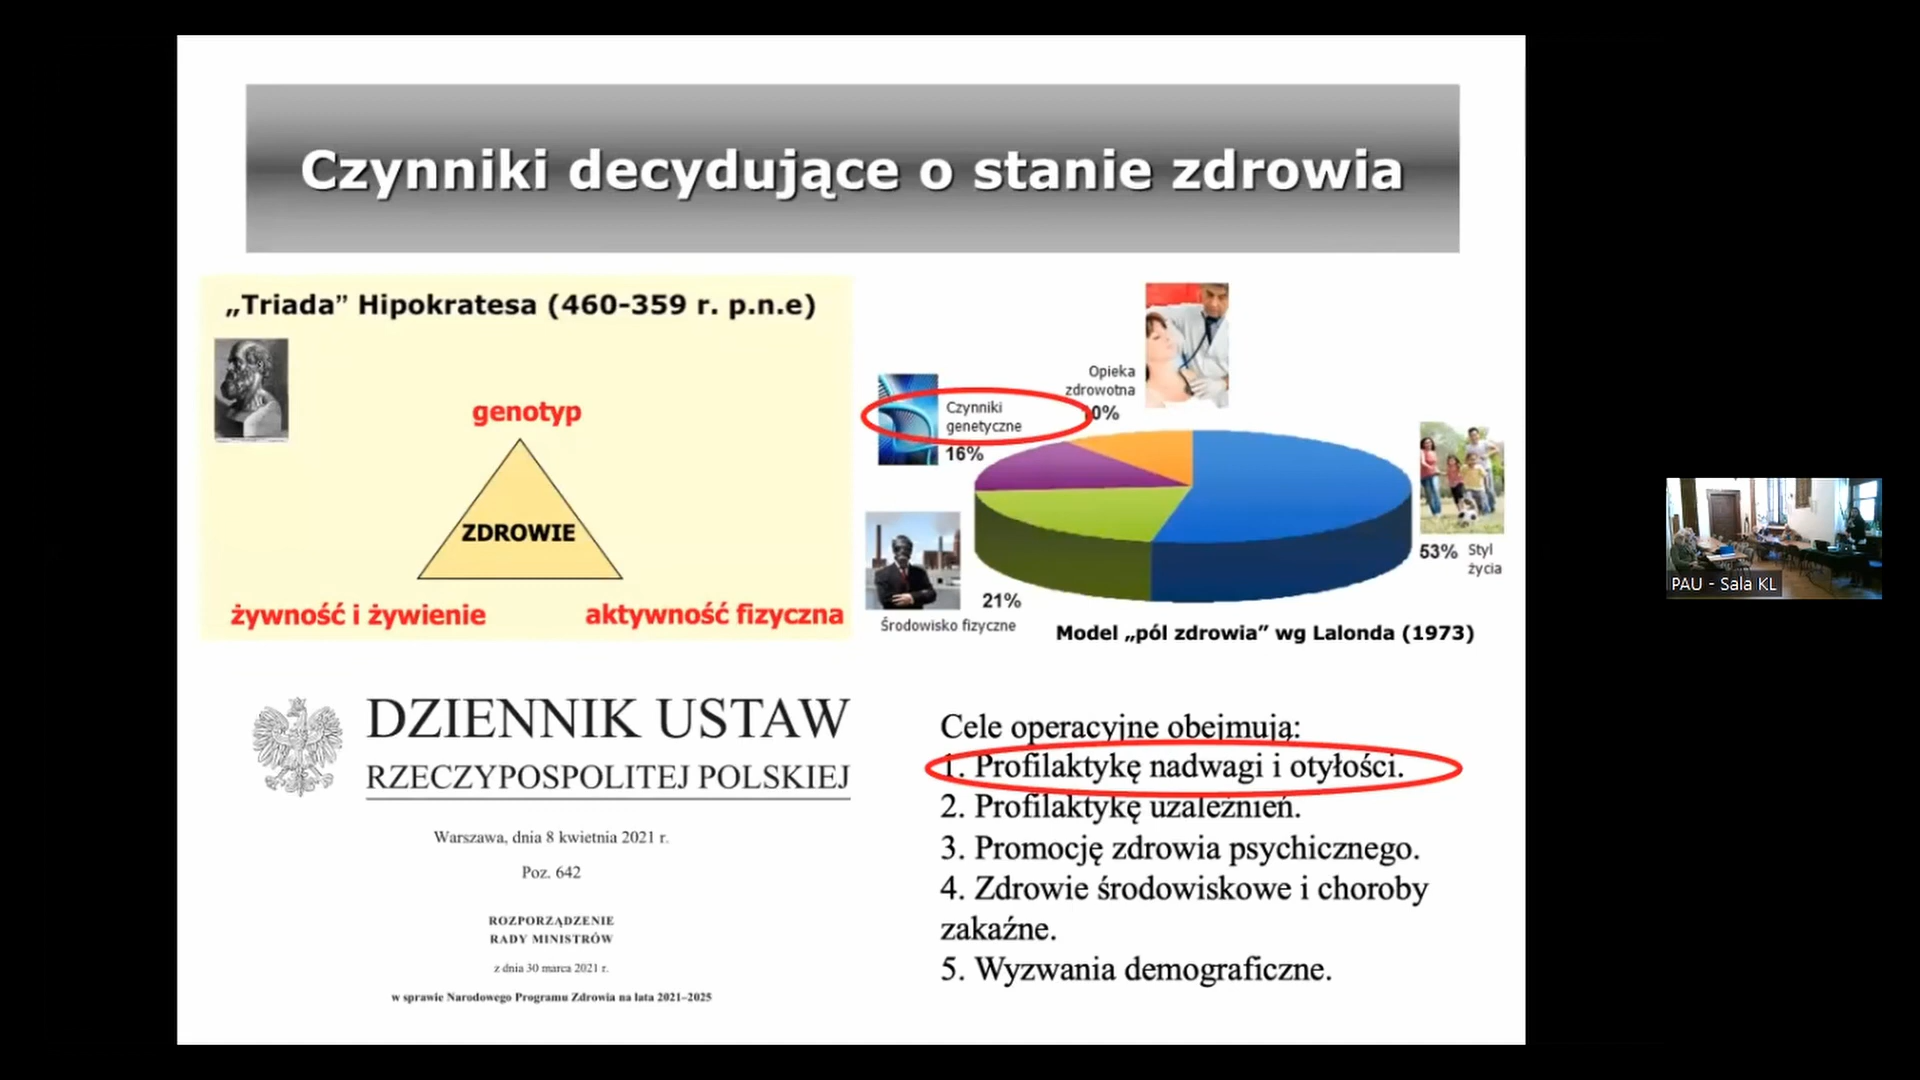 Czynniki decydujące o stanie zdrowia
„Triada” Hipokratesa (460-359 r. p.n.e)
genotyp
ZDROWIE
żywność i żywienie
aktywność fizyczna
Opieka
zdrowotna
10%
Czynniki
genetyczne
16%
53% Styl
życia
21%
Środowisko fizyczne
Model „pól zdrowia” wg Lalonda (1973)
DZIENNIK USTAW
RZECZYPOSPOLITEJ POLSKIEJ
Warszawa, dnia 8 kwietnia 2021 r.
Poz. 642
ROZPORZĄDZENIE
RADY MINISTRÓW
z dnia 30 marca 2021 r.
w sprawie Narodowego Programu Zdrowia na lata 2021–2025
Cele operacyjne obejmują:
1. Profilaktykę nadwagi i otyłości.
2. Profilaktykę uzależnień.
3. Promocję zdrowia psychicznego.
4. Zdrowie środowiskowe i choroby
zakaźne.
5. Wyzwania demograficzne.
PAU - Sala KL